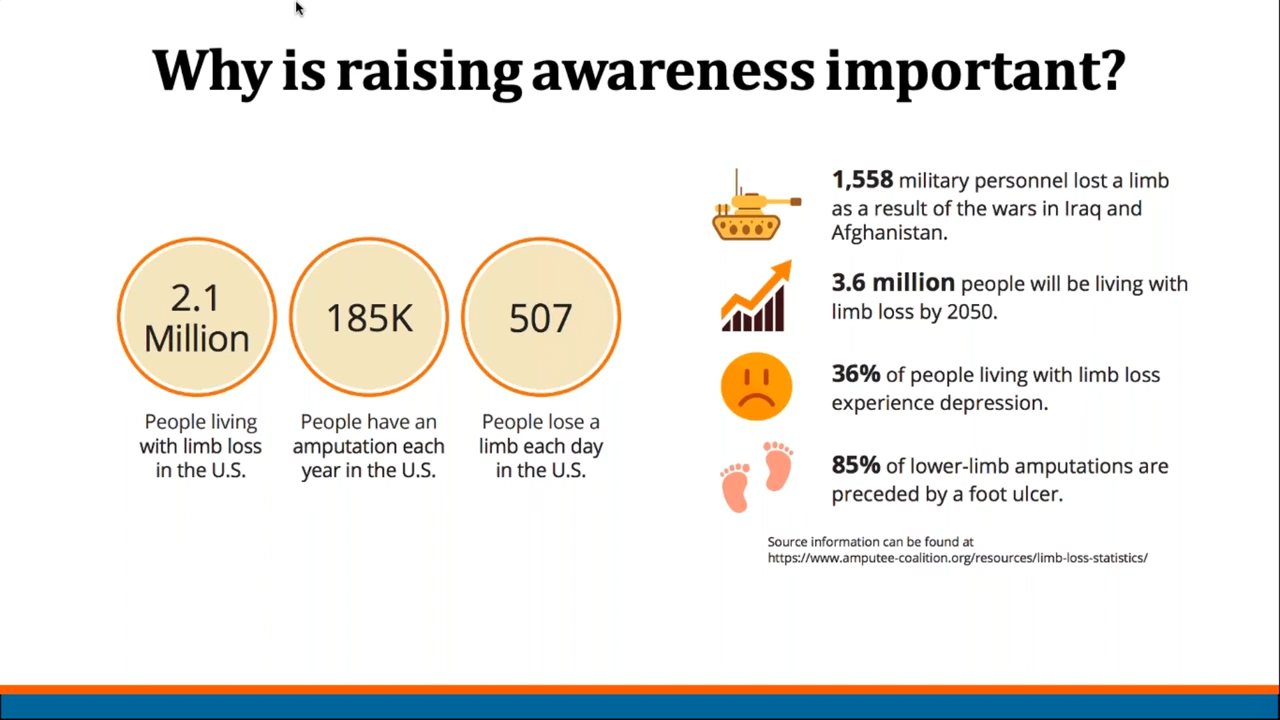 Why is raising awareness important?
2.1
Million
People living
with limb loss
in the U.S.
185K
People have an
amputation each
year in the U.S.
507
People lose a
limb each day
in the U.S.
1,558 military personnel lost a limb
as a result of the wars in Iraq and
Afghanistan.
3.6 million people will be living with
limb loss by 2050.
36% of people living with limb loss
experience depression.
85% of lower-limb amputations are
preceded by a foot ulcer.
Source information can be found at
https://www.amputee-coalition.org/resources/limb-loss-statistics/